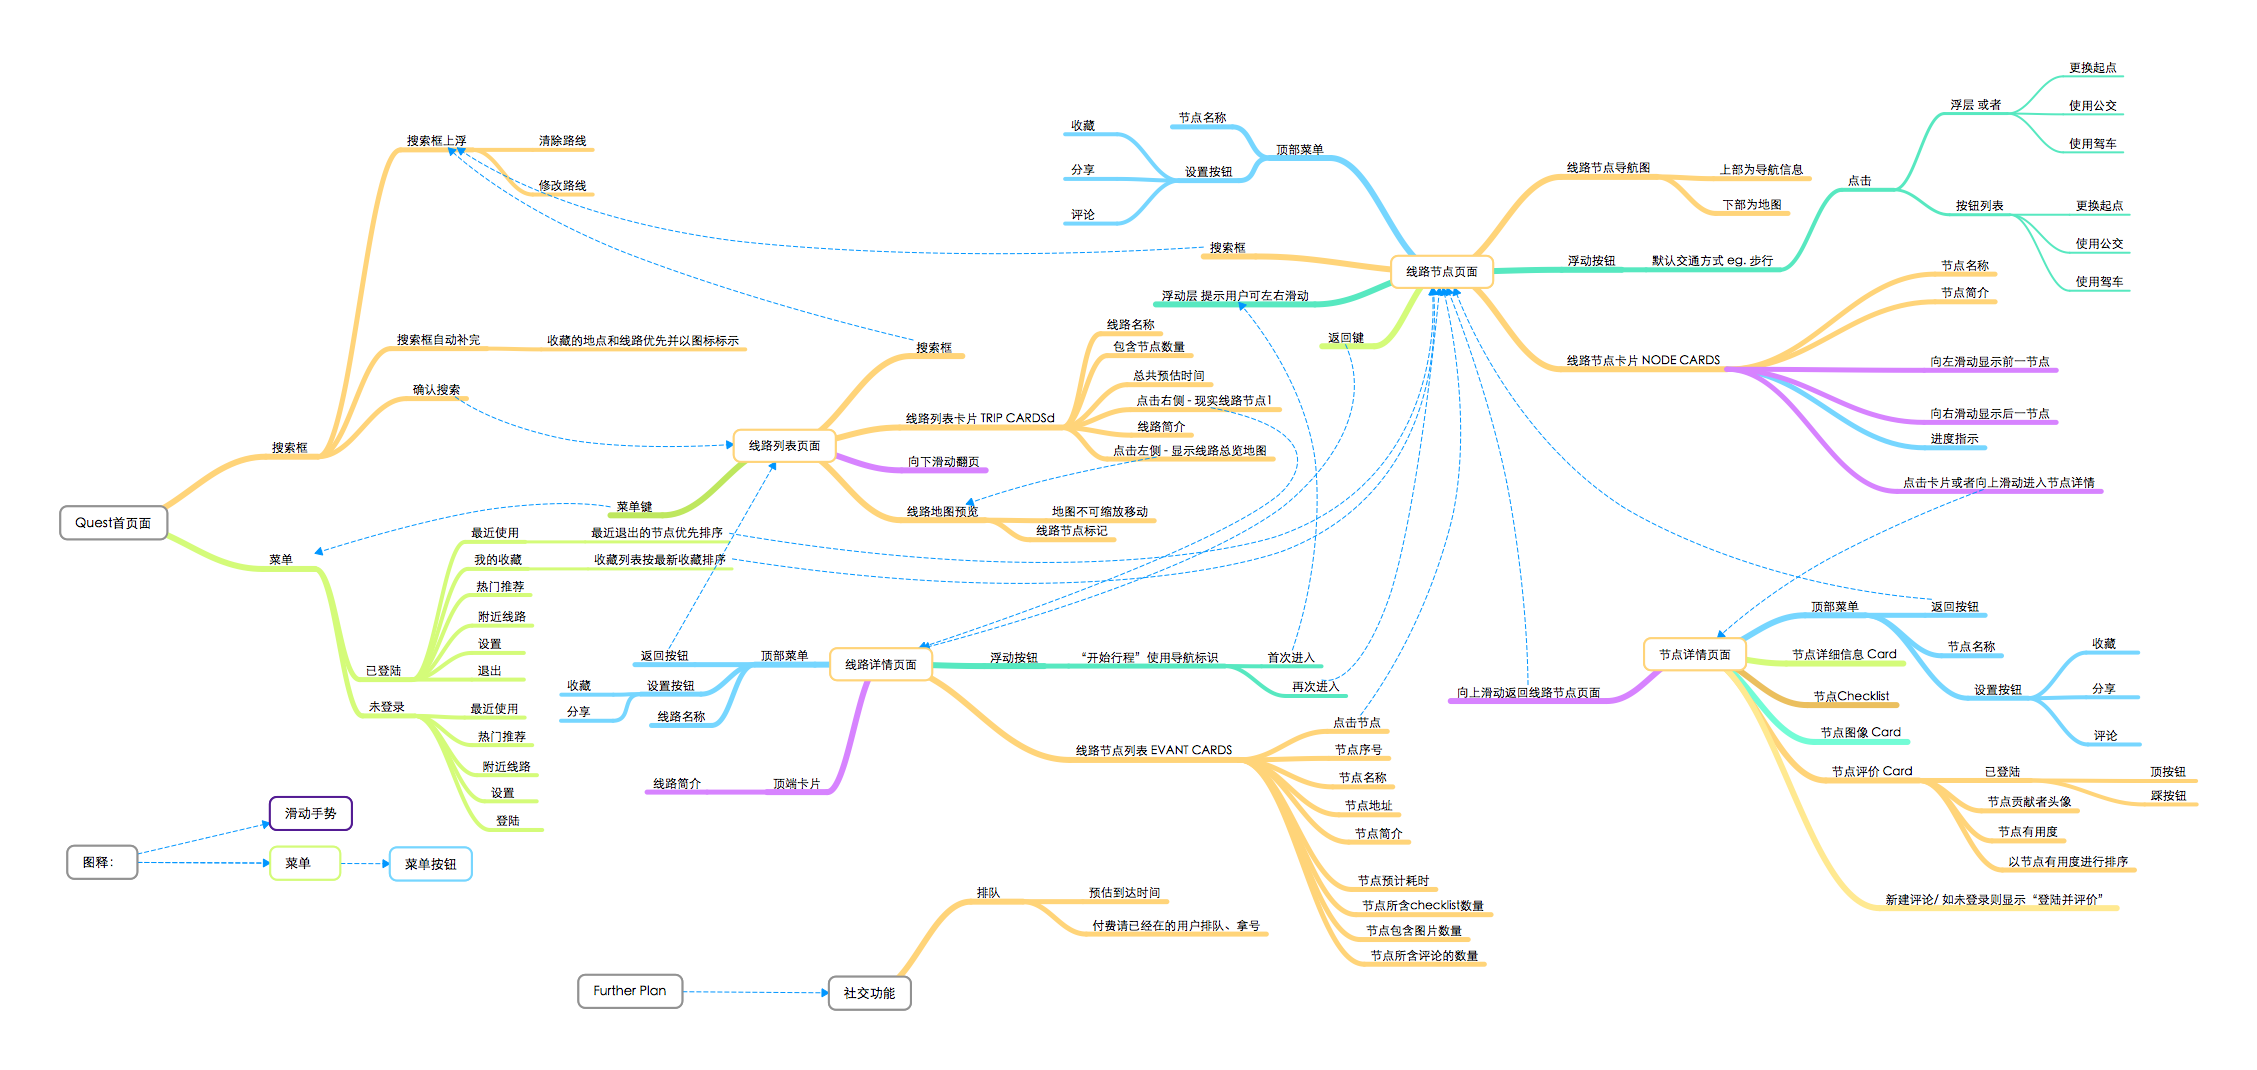 Quest首页面
搜索框
搜索框上浮
清除路线
修改路线
搜索框自动补完
收藏的地点和线路优先并以图标标示
确认搜索
菜单
已登陆
最近使用
最近退出的节点优先排序
我的收藏
收藏列表按最新收藏排序
热门推荐
附近线路
设置
退出
未登录
最近使用
热门推荐
附近线路
设置
登陆
图释：
滑动手势
菜单
菜单按钮
线路列表页面
搜索框
线路列表卡片 TRIP CARDSd
线路名称
包含节点数量
总共预估时间
点击右侧 - 现实线路节点1
线路简介
点击左侧 - 显示线路总览地图
向下滑动翻页
线路地图预览
地图不可缩放移动
线路节点标记
菜单键
线路节点页面
顶部菜单
节点名称
设置按钮
收藏
分享
评论
搜索框
浮动层 提示用户可左右滑动
返回键
线路节点导航图
上部为导航信息
下部为地图
浮动按钮
默认交通方式 eg. 步行
点击
浮层 或者
更换起点
使用公交
使用驾车
按钮列表
更换起点
使用公交
使用驾车
线路节点卡片 NODE CARDS
节点名称
节点简介
向左滑动显示前一节点
向右滑动显示后一节点
进度指示
点击卡片或者向上滑动进入节点详情
线路详情页面
顶部菜单
返回按钮
设置按钮
收藏
分享
线路名称
顶端卡片
线路简介
浮动按钮
“开始行程”使用导航标识
首次进入
再次进入
线路节点列表 EVANT CARDS
点击节点
节点序号
节点名称
节点地址
节点简介
节点预计耗时
节点所含checklist数量
节点包含图片数量
节点所含评论的数量
节点详情页面
向上滑动返回线路节点页面
顶部菜单
返回按钮
节点名称
设置按钮
收藏
分享
评论
节点详细信息 Card
节点Checklist
节点图像 Card
节点评价 Card
已登陆
顶按钮
踩按钮
节点贡献者头像
节点有用度
以节点有用度进行排序
新建评论/ 如未登录则显示“登陆并评价”
Further Plan
社交功能
排队
预估到达时间
付费请已经在的用户排队、拿号